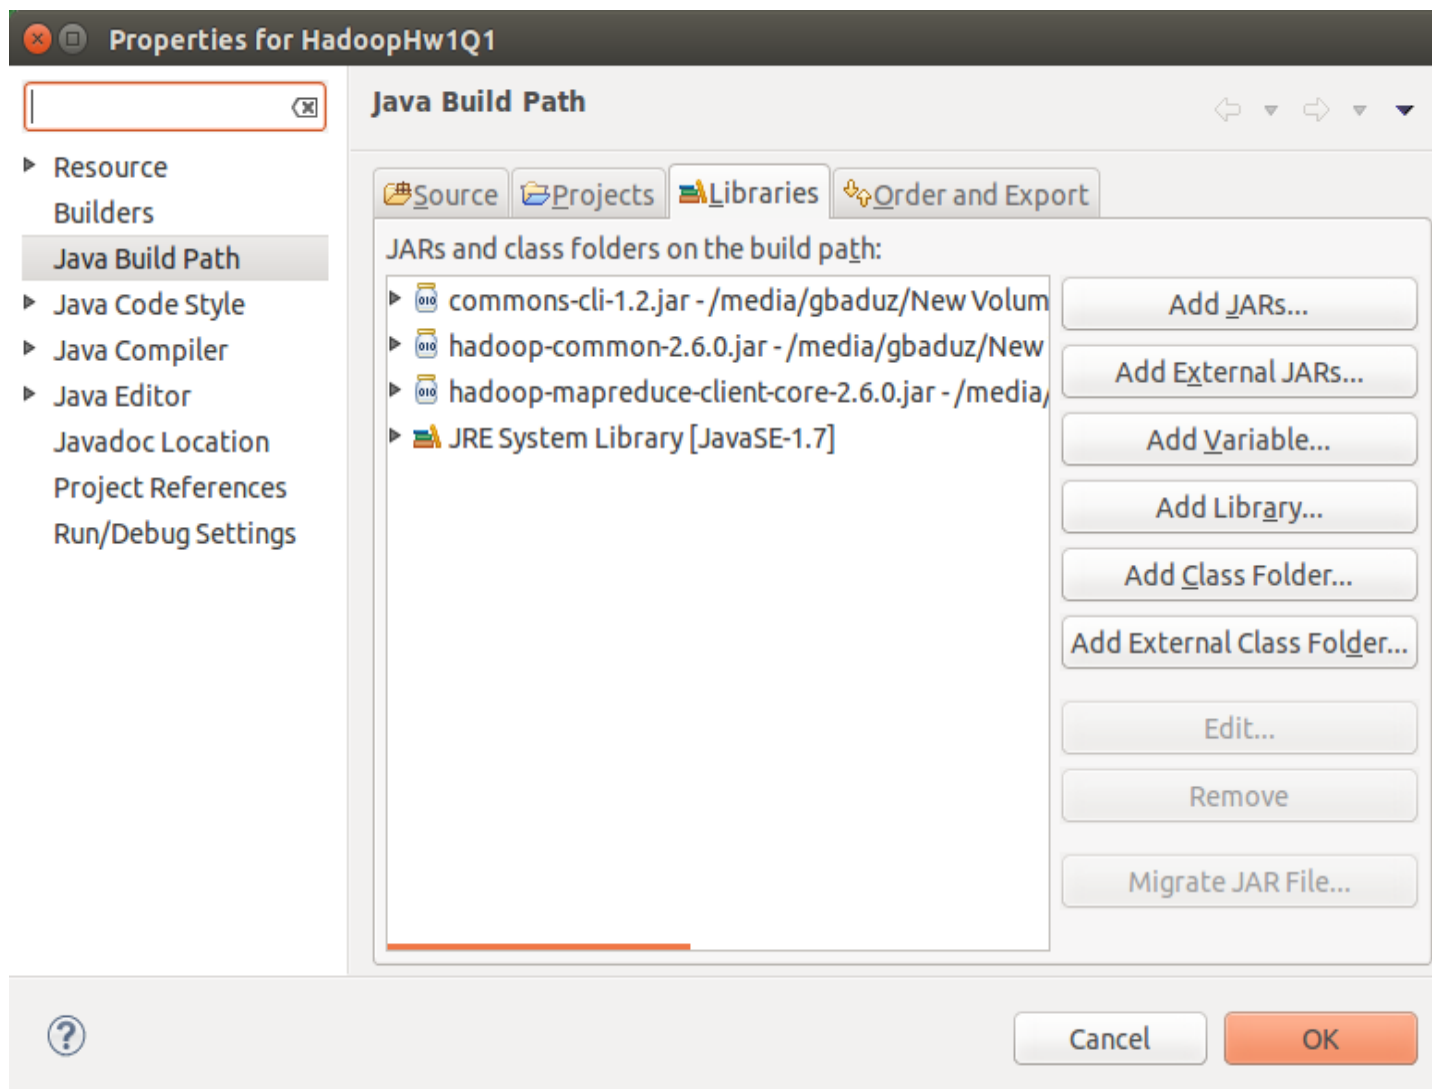 Properties for HadoopHw1Q1
Java Build Path
Resource
Builders
Java Build Path
Java Code Style
Java Compiler
Java Editor
Javadoc Location
Project References
Run/Debug Settings
Source Projects Libraries Order and Export
JARs and class folders on the build path:
commons-cli-1.2.jar - /media/gbaduz/New Volum
hadoop-common-2.6.0.jar - /media/gbaduz/New
hadoop-mapreduce-client-core-2.6.0.jar - /media/
JRE System Library [JavaSE-1.7]
Add JARs...
Add External JARs...
Add Variable...
Add Library...
Add Class Folder...
Add External Class Folder...
Edit...
Remove
Migrate JAR File...
Cancel OK